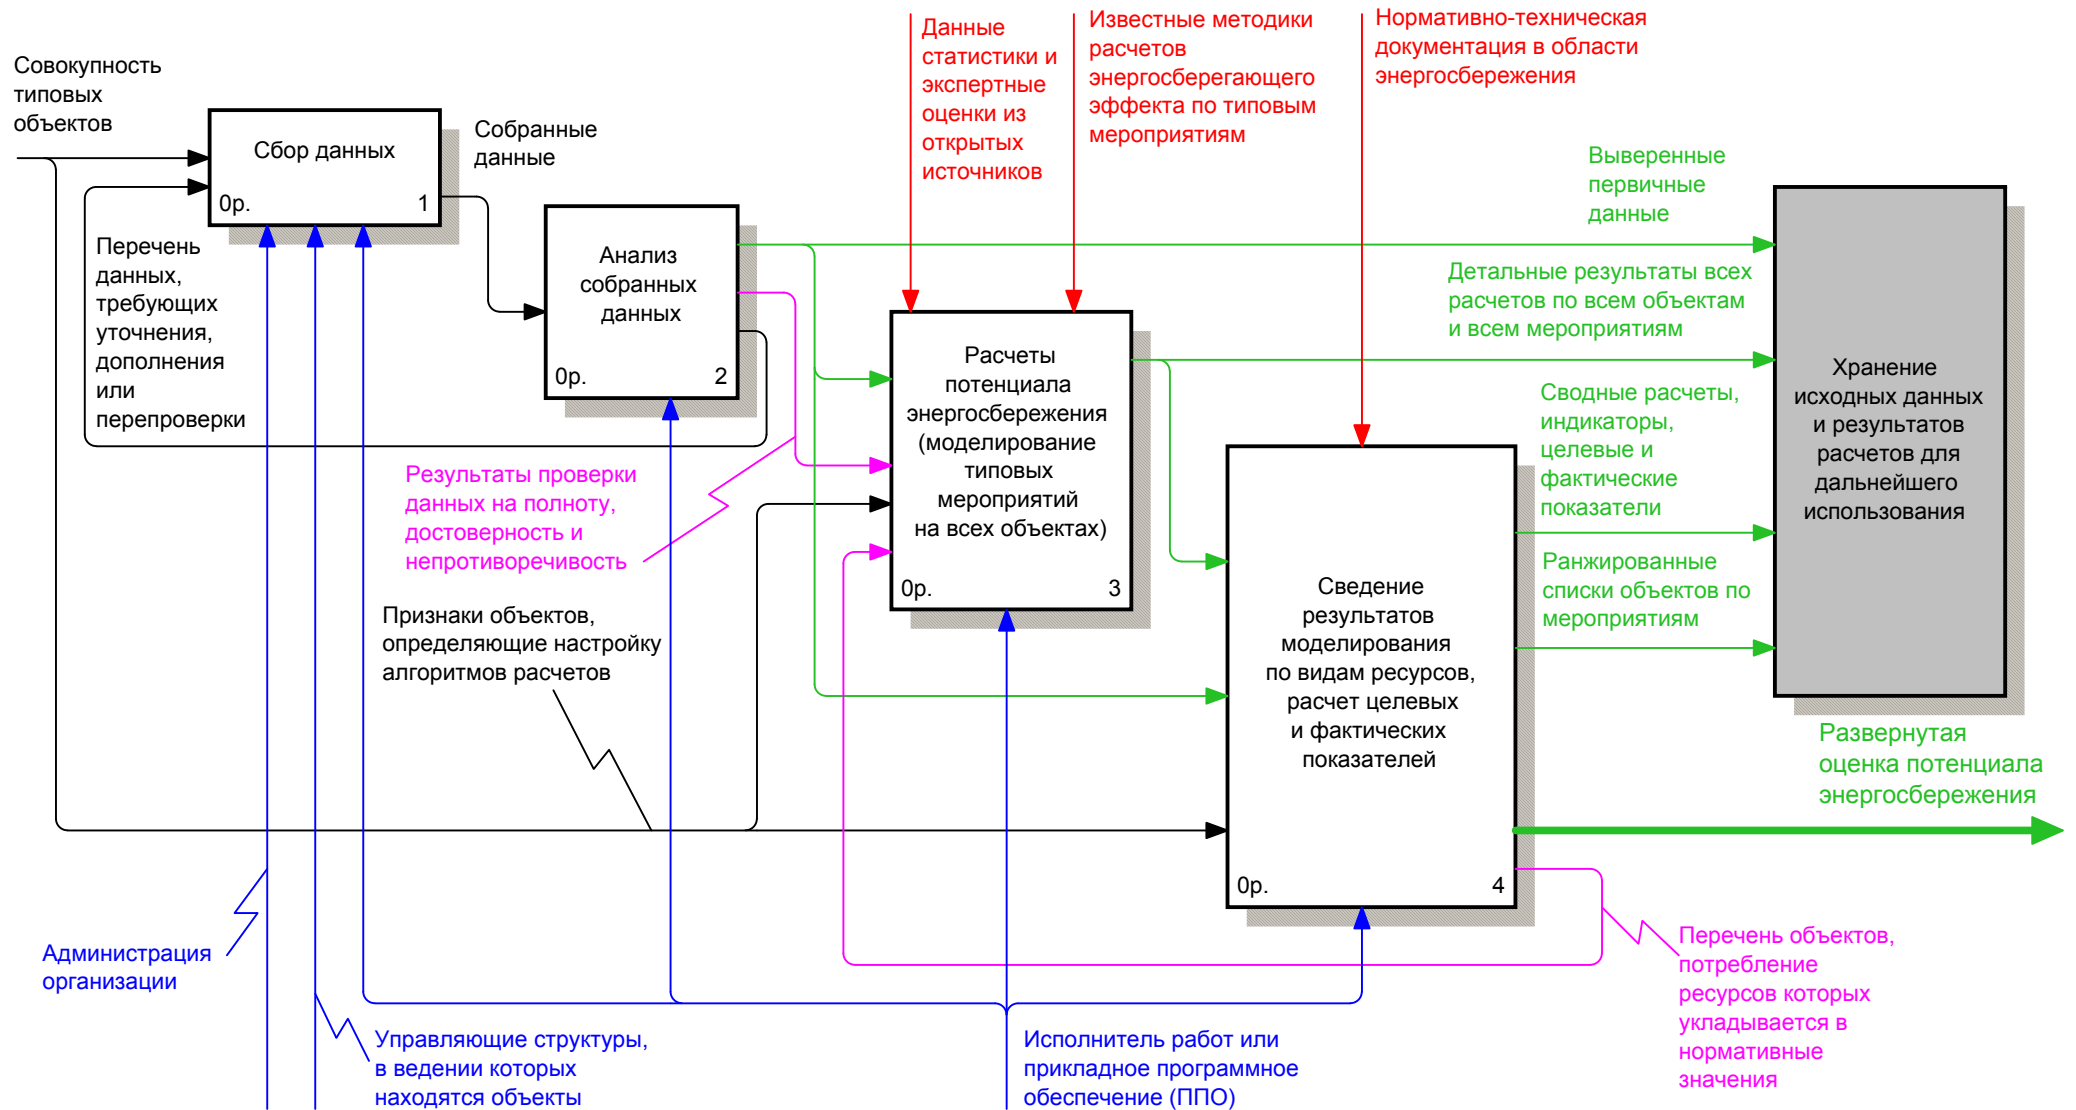 Совокупность
типовых
объектов
Сбор данных
0р.
1
Собранные
данные
Данные
статистики и
экспертные
оценки из
открытых
источников
Известные методики
расчетов
энергосберегающего
эффекта по типовым
мероприятиям
Нормативно-техническая
документация в области
энергосбережения
Перечень
данных,
требующих
уточнения,
дополнения
или
перепроверки
Анализ
собранных
данных
0р.
2
Выверенные
первичные
данные
Детальные результаты всех
расчетов по всем объектам
и всем мероприятиям
Расчеты
потенциала
энергосбережения
(моделирование
типовых
мероприятий
на всех объектах)
0р.
3
Сводные расчеты,
индикаторы,
целевые и
фактические
показатели
Ранжированные
списки объектов по
мероприятиям
Хранение
исходных данных
и результатов
расчетов для
дальнейшего
использования
Результаты проверки
данных на полноту,
достоверность и
непротиворечивость
Признаки объектов,
определяющие настройку
алгоритмов расчетов
Сведение
результатов
моделирования
по видам ресурсов,
расчет целевых
и фактических
показателей
0р.
4
Развернутая
оценка потенциала
энергосбережения
Администрация
организации
Управляющие структуры,
в ведении которых
находятся объекты
Исполнитель работ или
прикладное программное
обеспечение (ППО)
Перечень объектов,
потребление
ресурсов которых
укладывается в
нормативные
значения